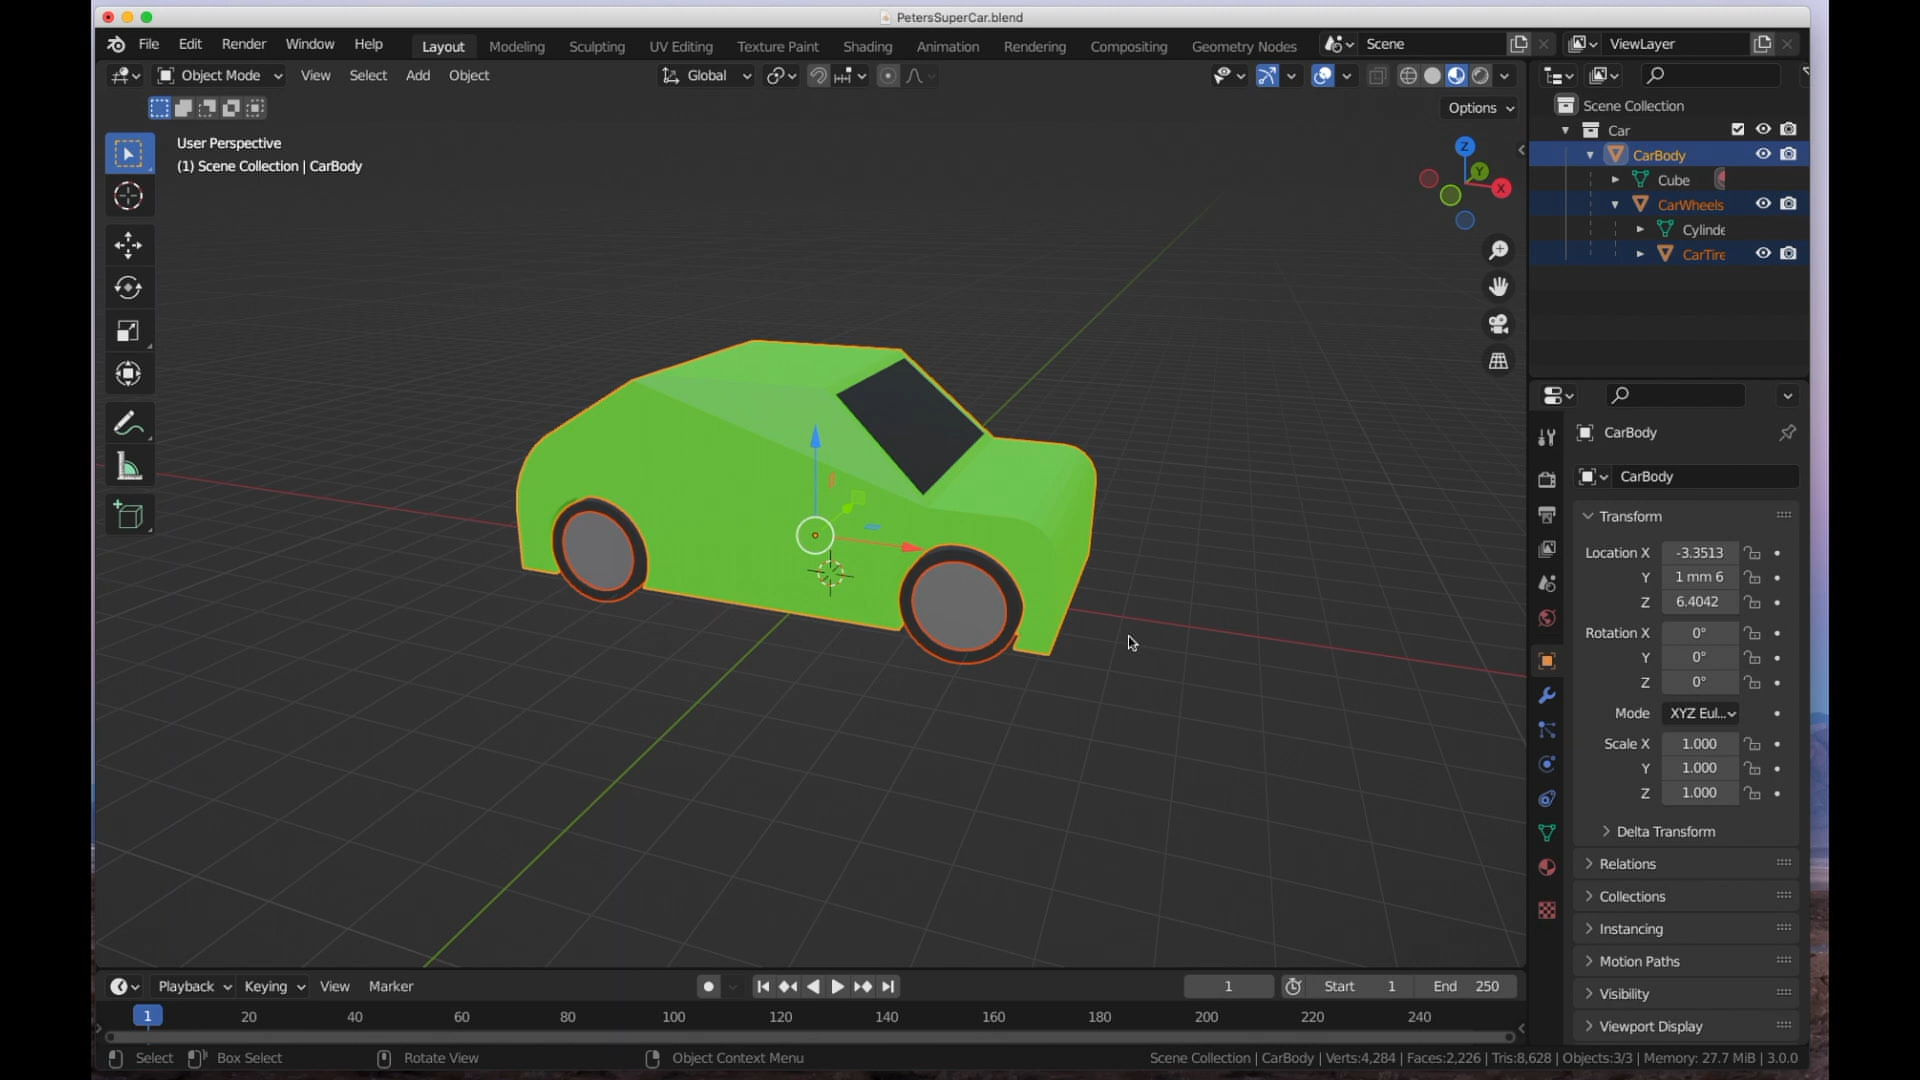 PetersSuperCar.blend
File Edit Render Window Help Layout Modeling Sculpting UV Editing Texture Paint Shading Animation Rendering Compositing Geometry Nodes Scene ViewLayer
Object Mode View Select Add Object Global
Options
User Perspective
(1) Scene Collection | CarBody
Z
Y
X
Scene Collection
Car
CarBody
Cube
CarWheels
Cylinde
CarTire
CarBody
CarBody
Transform
Location X -3.3513
Y 1 mm 6
Z 6.4042
Rotation X 0°
Y 0°
Z 0°
Mode XYZ Eul...
Scale X 1.000
Y 1.000
Z 1.000
Delta Transform
Relations
Collections
Instancing
Motion Paths
Visibility
Viewport Display
Playback Keying View Marker 1 Start 1 End 250
1 20 40 60 80 100 120 140 160 180 200 220 240
Select Box Select Rotate View Object Context Menu Scene Collection | CarBody | Verts:4,284 | Faces:2,226 | Tris:8,628 | Objects:3/3 | Memory: 27.7 MiB | 3.0.0